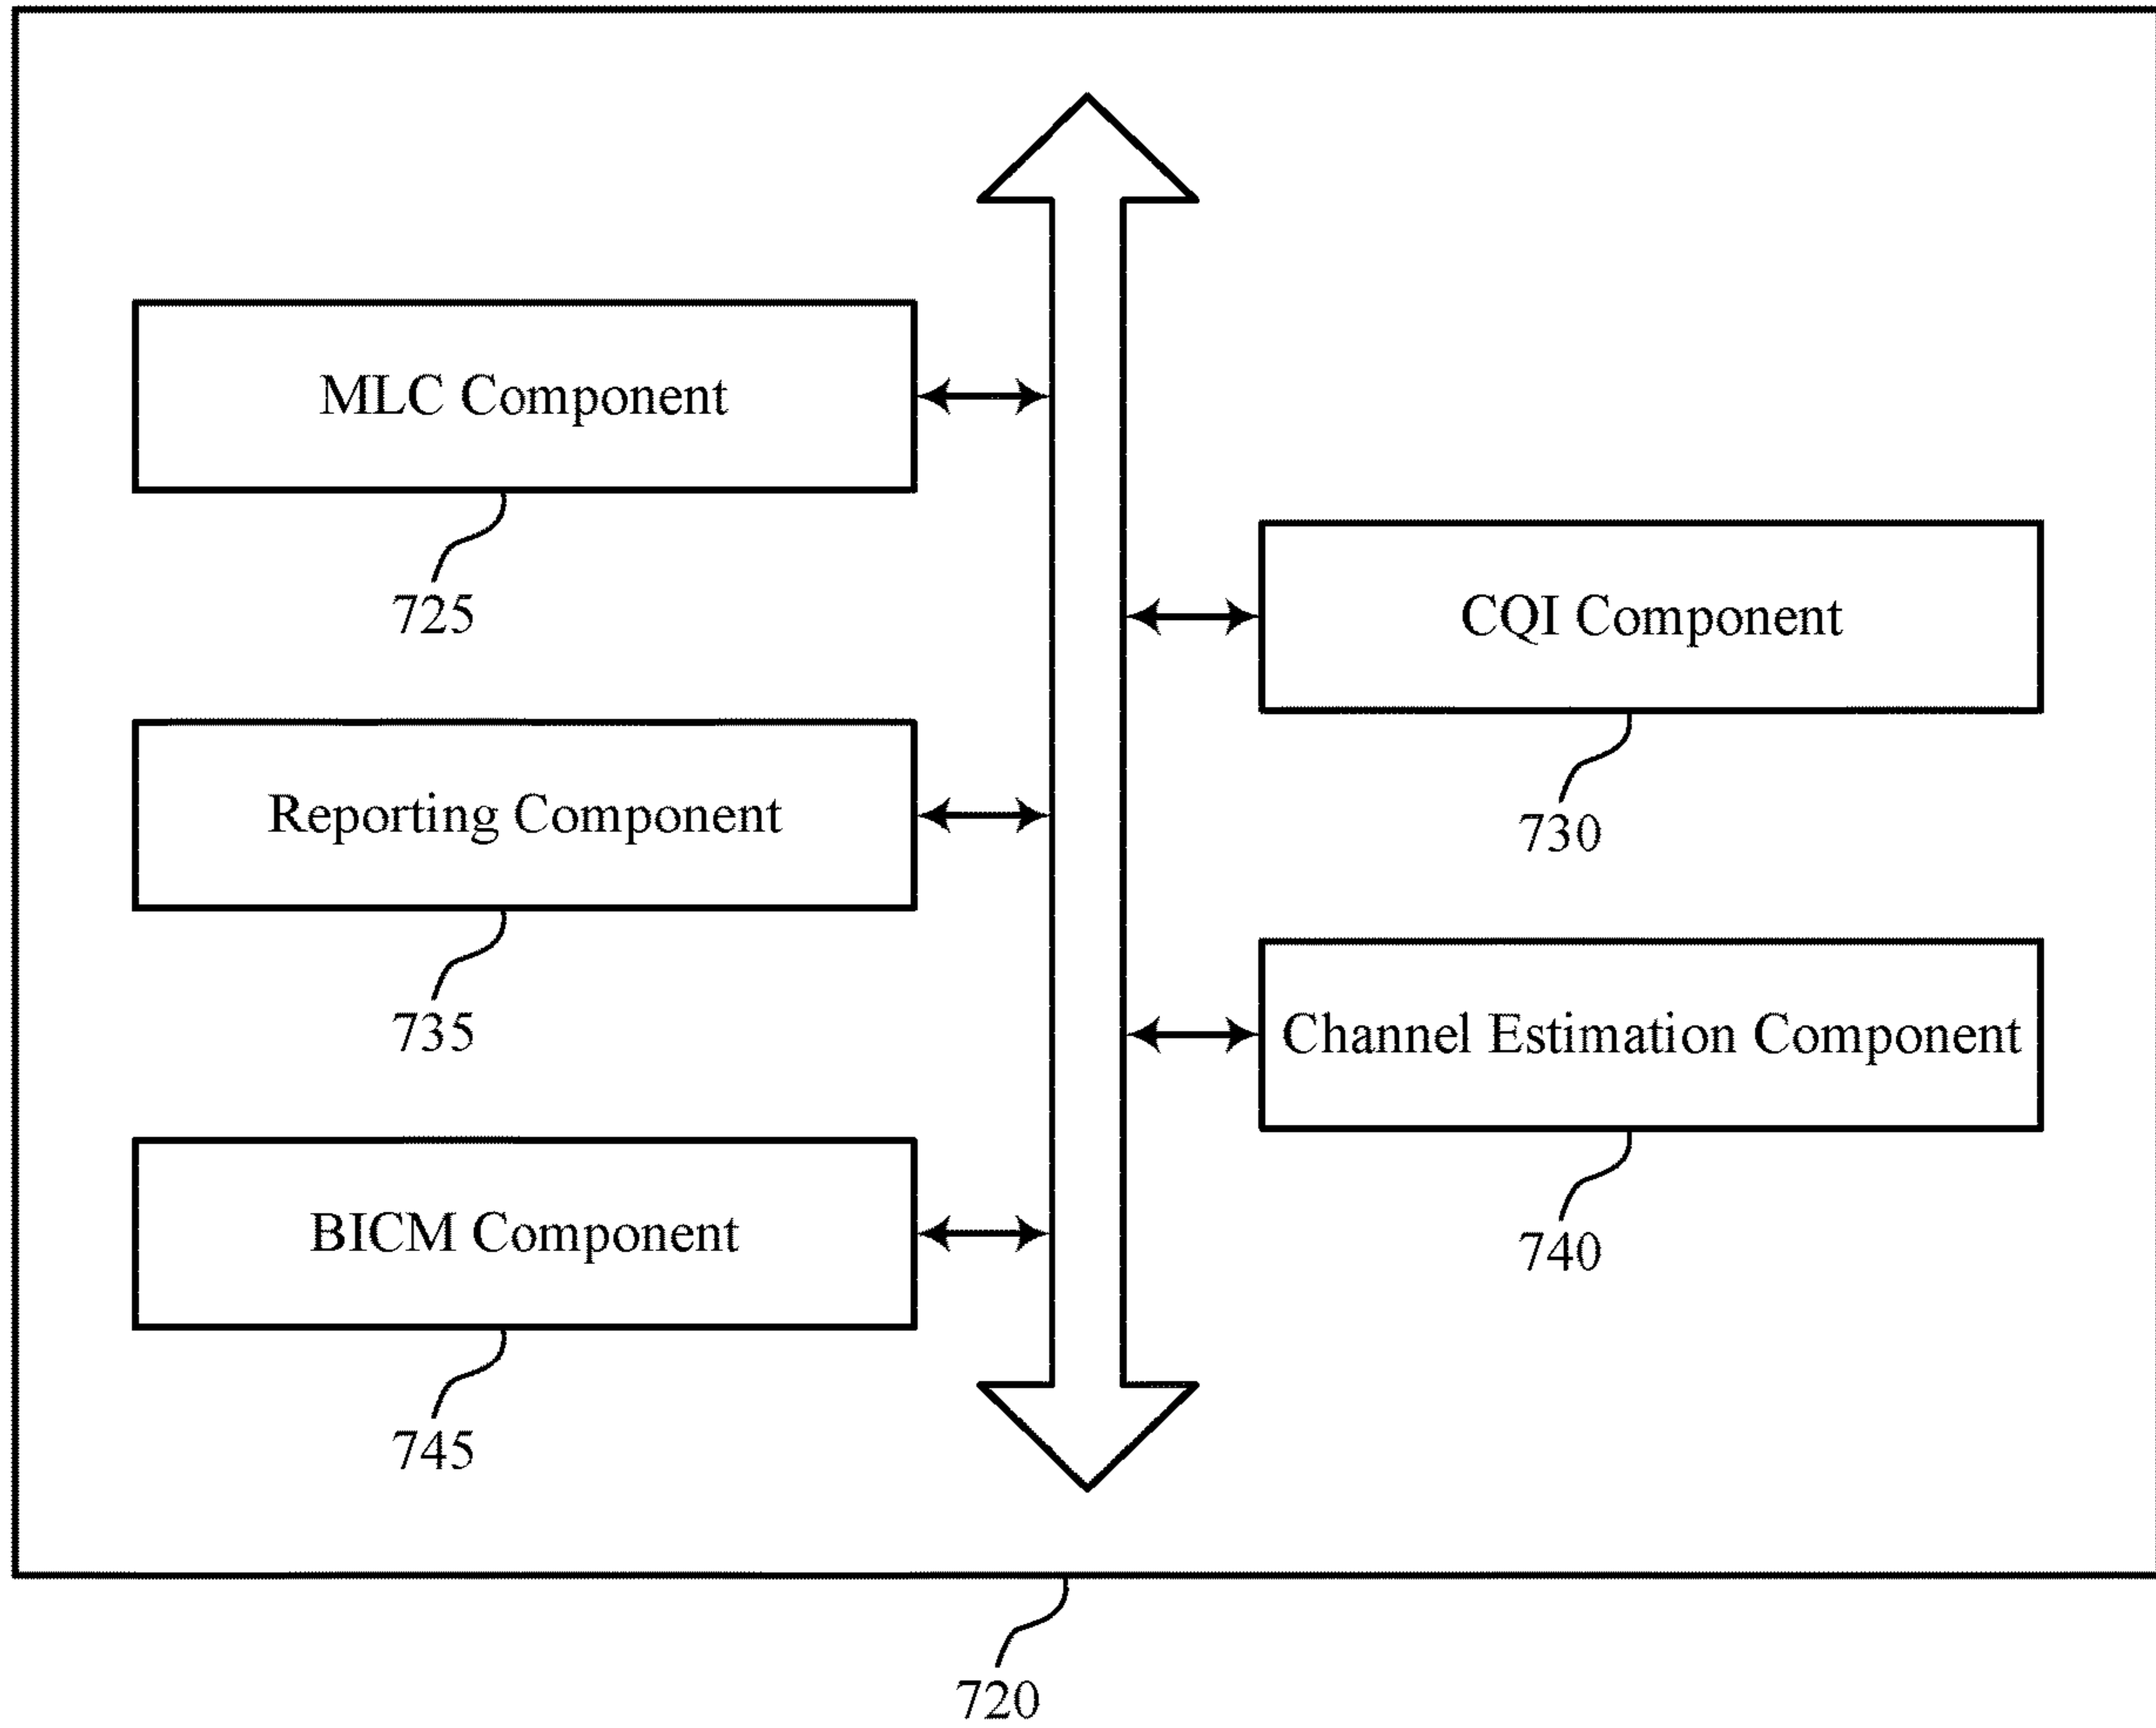 MLC Component
725
CQI Component
730
Reporting Component
735
Channel Estimation Component
740
BICM Component
745
720